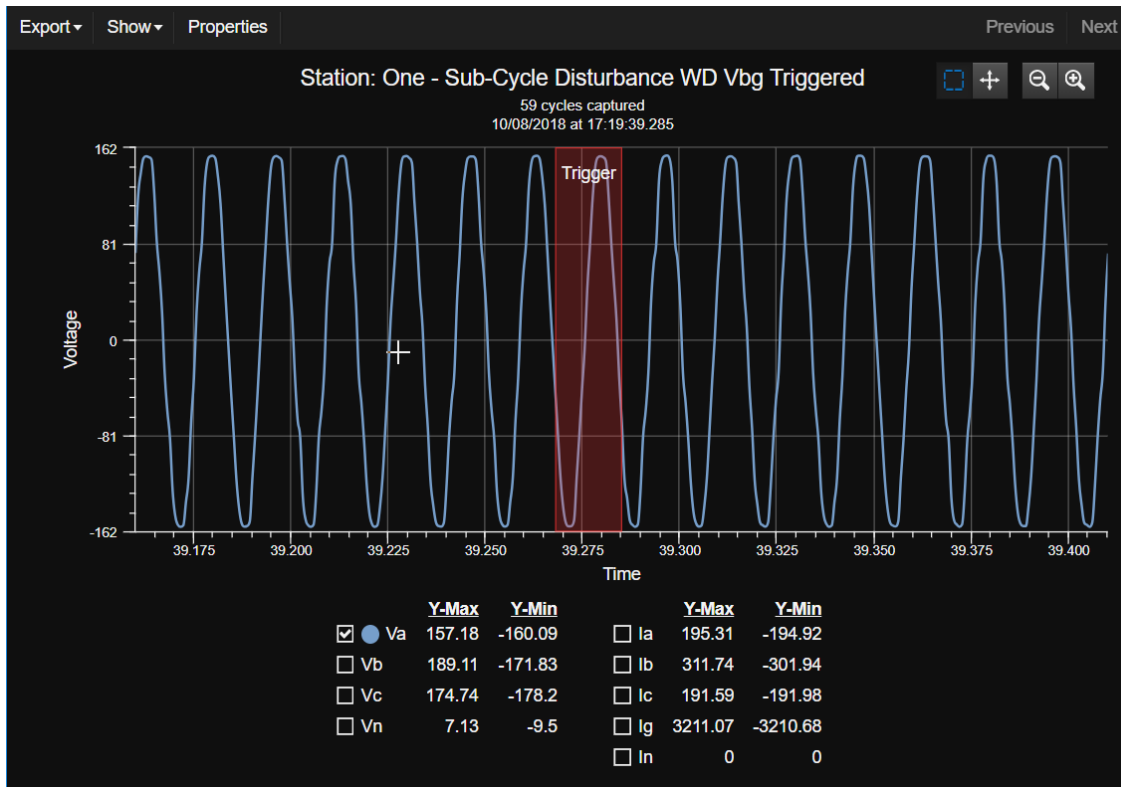 Export Show Properties Previous Next
Station: One - Sub-Cycle Disturbance WD Vbg Triggered
59 cycles captured
10/08/2018 at 17:19:39.285
162
Trigger
81
0
-81
-162
Voltage
39.175 39.200 39.225 39.250 39.275 39.300 39.325 39.350 39.375 39.400
Time
Y-Max Y-Min Y-Max Y-Min
Va 157.18 -160.09 Ia 195.31 -194.92
Vb 189.11 -171.83 Ib 311.74 -301.94
Vc 174.74 -178.2 Ic 191.59 -191.98
Vn 7.13 -9.5 Ig 3211.07 -3210.68
In 0 0